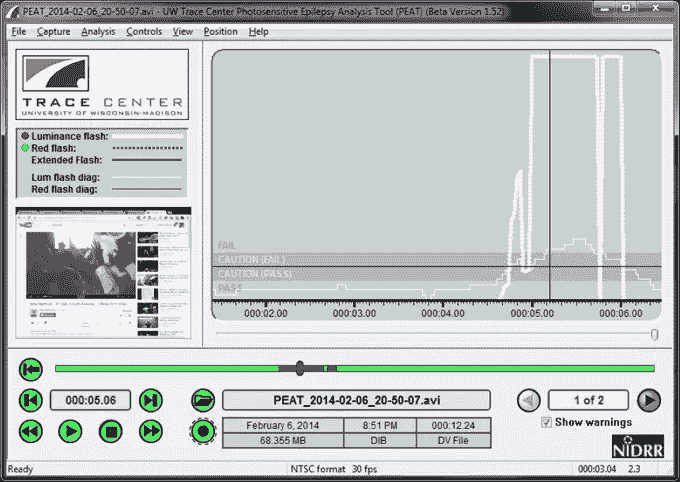 PEAT_2014-02-06_20-50-07.avi - UW Trace Center Photosensitive Epilepsy Analysis Tool (PEAT) (Beta Version 1.52)
File Capture Analysis Controls View Position Help
TRACE CENTER
UNIVERSITY OF WISCONSIN-MADISON
Luminance flash:
Red flash:
Extended Flash:
Lum flash diag:
Red flash diag:
FAIL
CAUTION (FAIL)
CAUTION (PASS)
PASS
000:02.00 000:03.00 000:04.00 000:05.00 000:06.00
000:05.06
PEAT_2014-02-06_20-50-07.avi
1 of 2
February 6, 2014 8:51 PM 000:12.24
68.355 MB DIB DV File
Show warnings
NIDRR
Ready NTSC format 30 fps 000:03.04 2.3